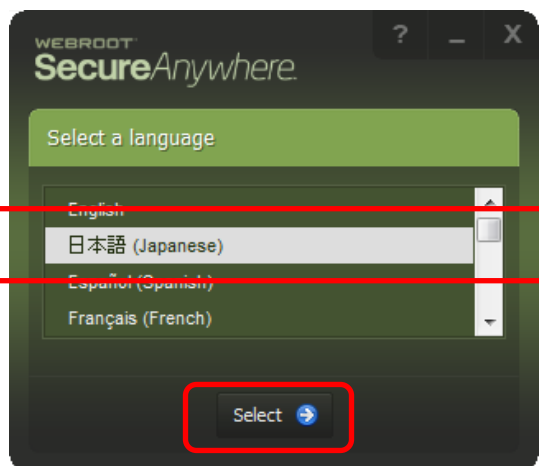 ? _ X
WEBROOT
SecureAnywhere.
Select a language
English
日本語 (Japanese)
Español (Spanish)
Français (French)
Select